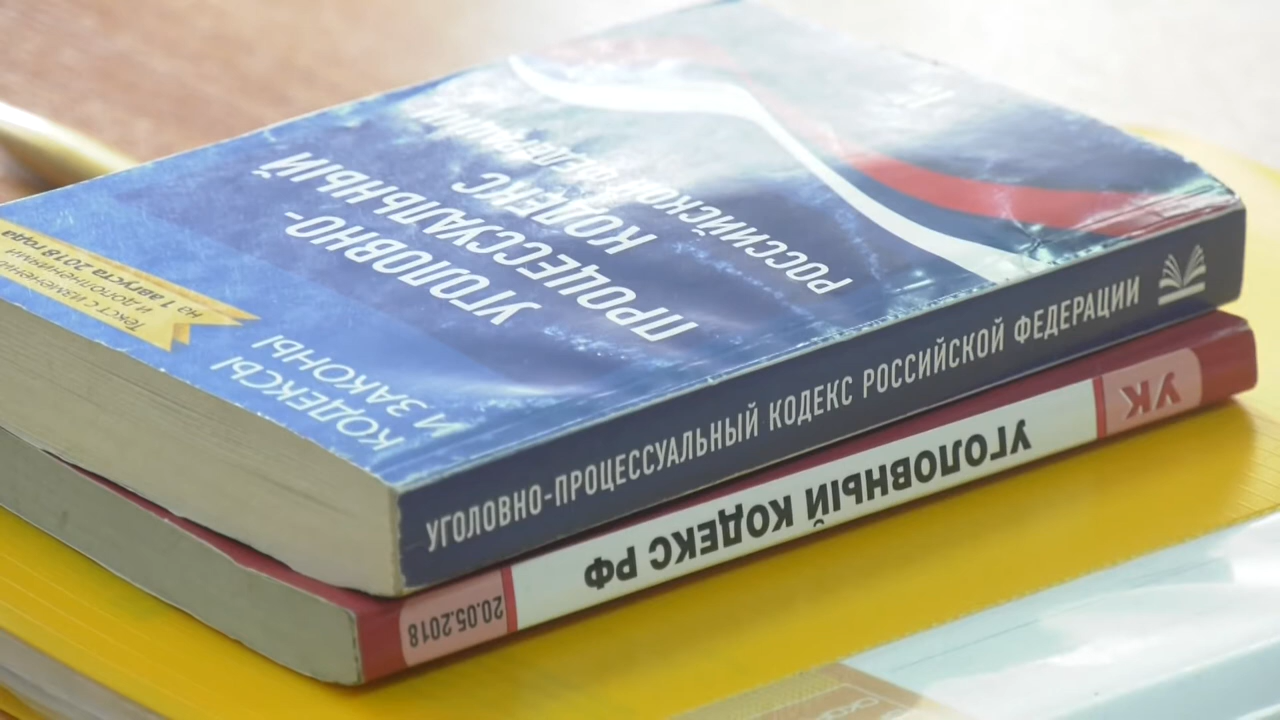 УГОЛОВНО-
ПРОЦЕССУАЛЬНЫЙ
КОДЕКС
РОССИЙСКОЙ ФЕДЕРАЦИИ
Текст с изменениями
и дополнениями
на 1 августа 2018 года
КОДЕКСЫ
И ЗАКОНЫ
УГОЛОВНО-ПРОЦЕССУАЛЬНЫЙ КОДЕКС РОССИЙСКОЙ ФЕДЕРАЦИИ
УК
УГОЛОВНЫЙ КОДЕКС РФ
20.05.2018